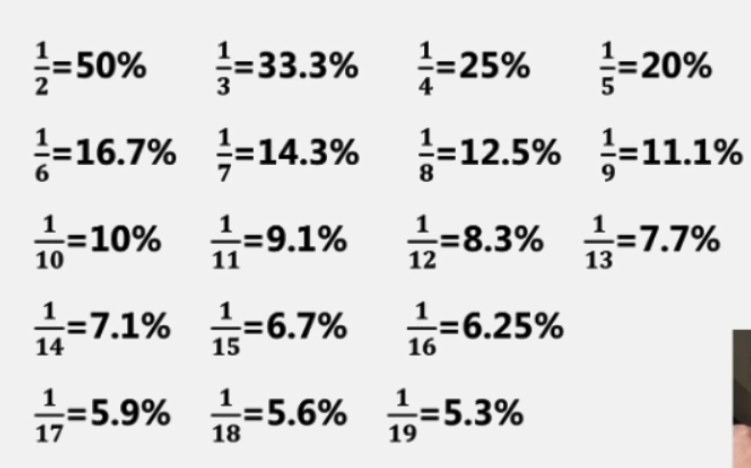 1/2=50% 1/3=33.3% 1/4=25% 1/5=20%
1/6=16.7% 1/7=14.3% 1/8=12.5% 1/9=11.1%
1/10=10% 1/11=9.1% 1/12=8.3% 1/13=7.7%
1/14=7.1% 1/15=6.7% 1/16=6.25%
1/17=5.9% 1/18=5.6% 1/19=5.3%